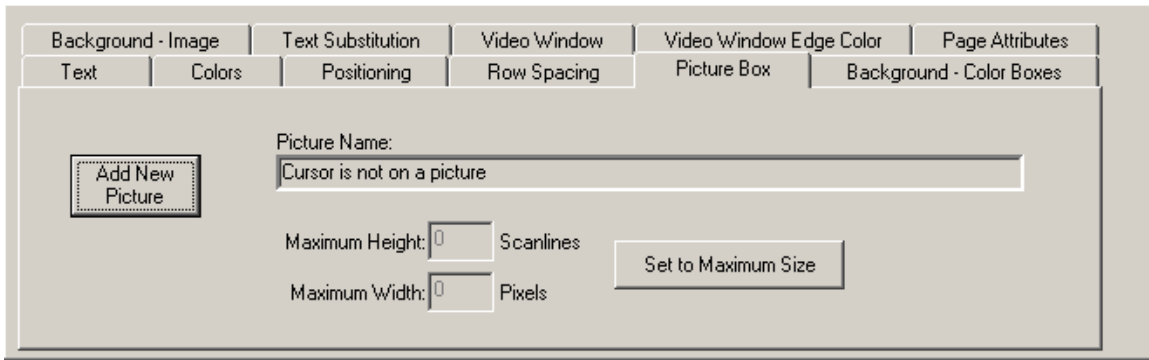 Background - Image Text Substitution Video Window Video Window Edge Color Page Attributes
Text Colors Positioning Row Spacing Picture Box Background - Color Boxes
Picture Name:
Add New
Picture
Cursor is not on a picture
Maximum Height: 0 Scanlines
Set to Maximum Size
Maximum Width: 0 Pixels